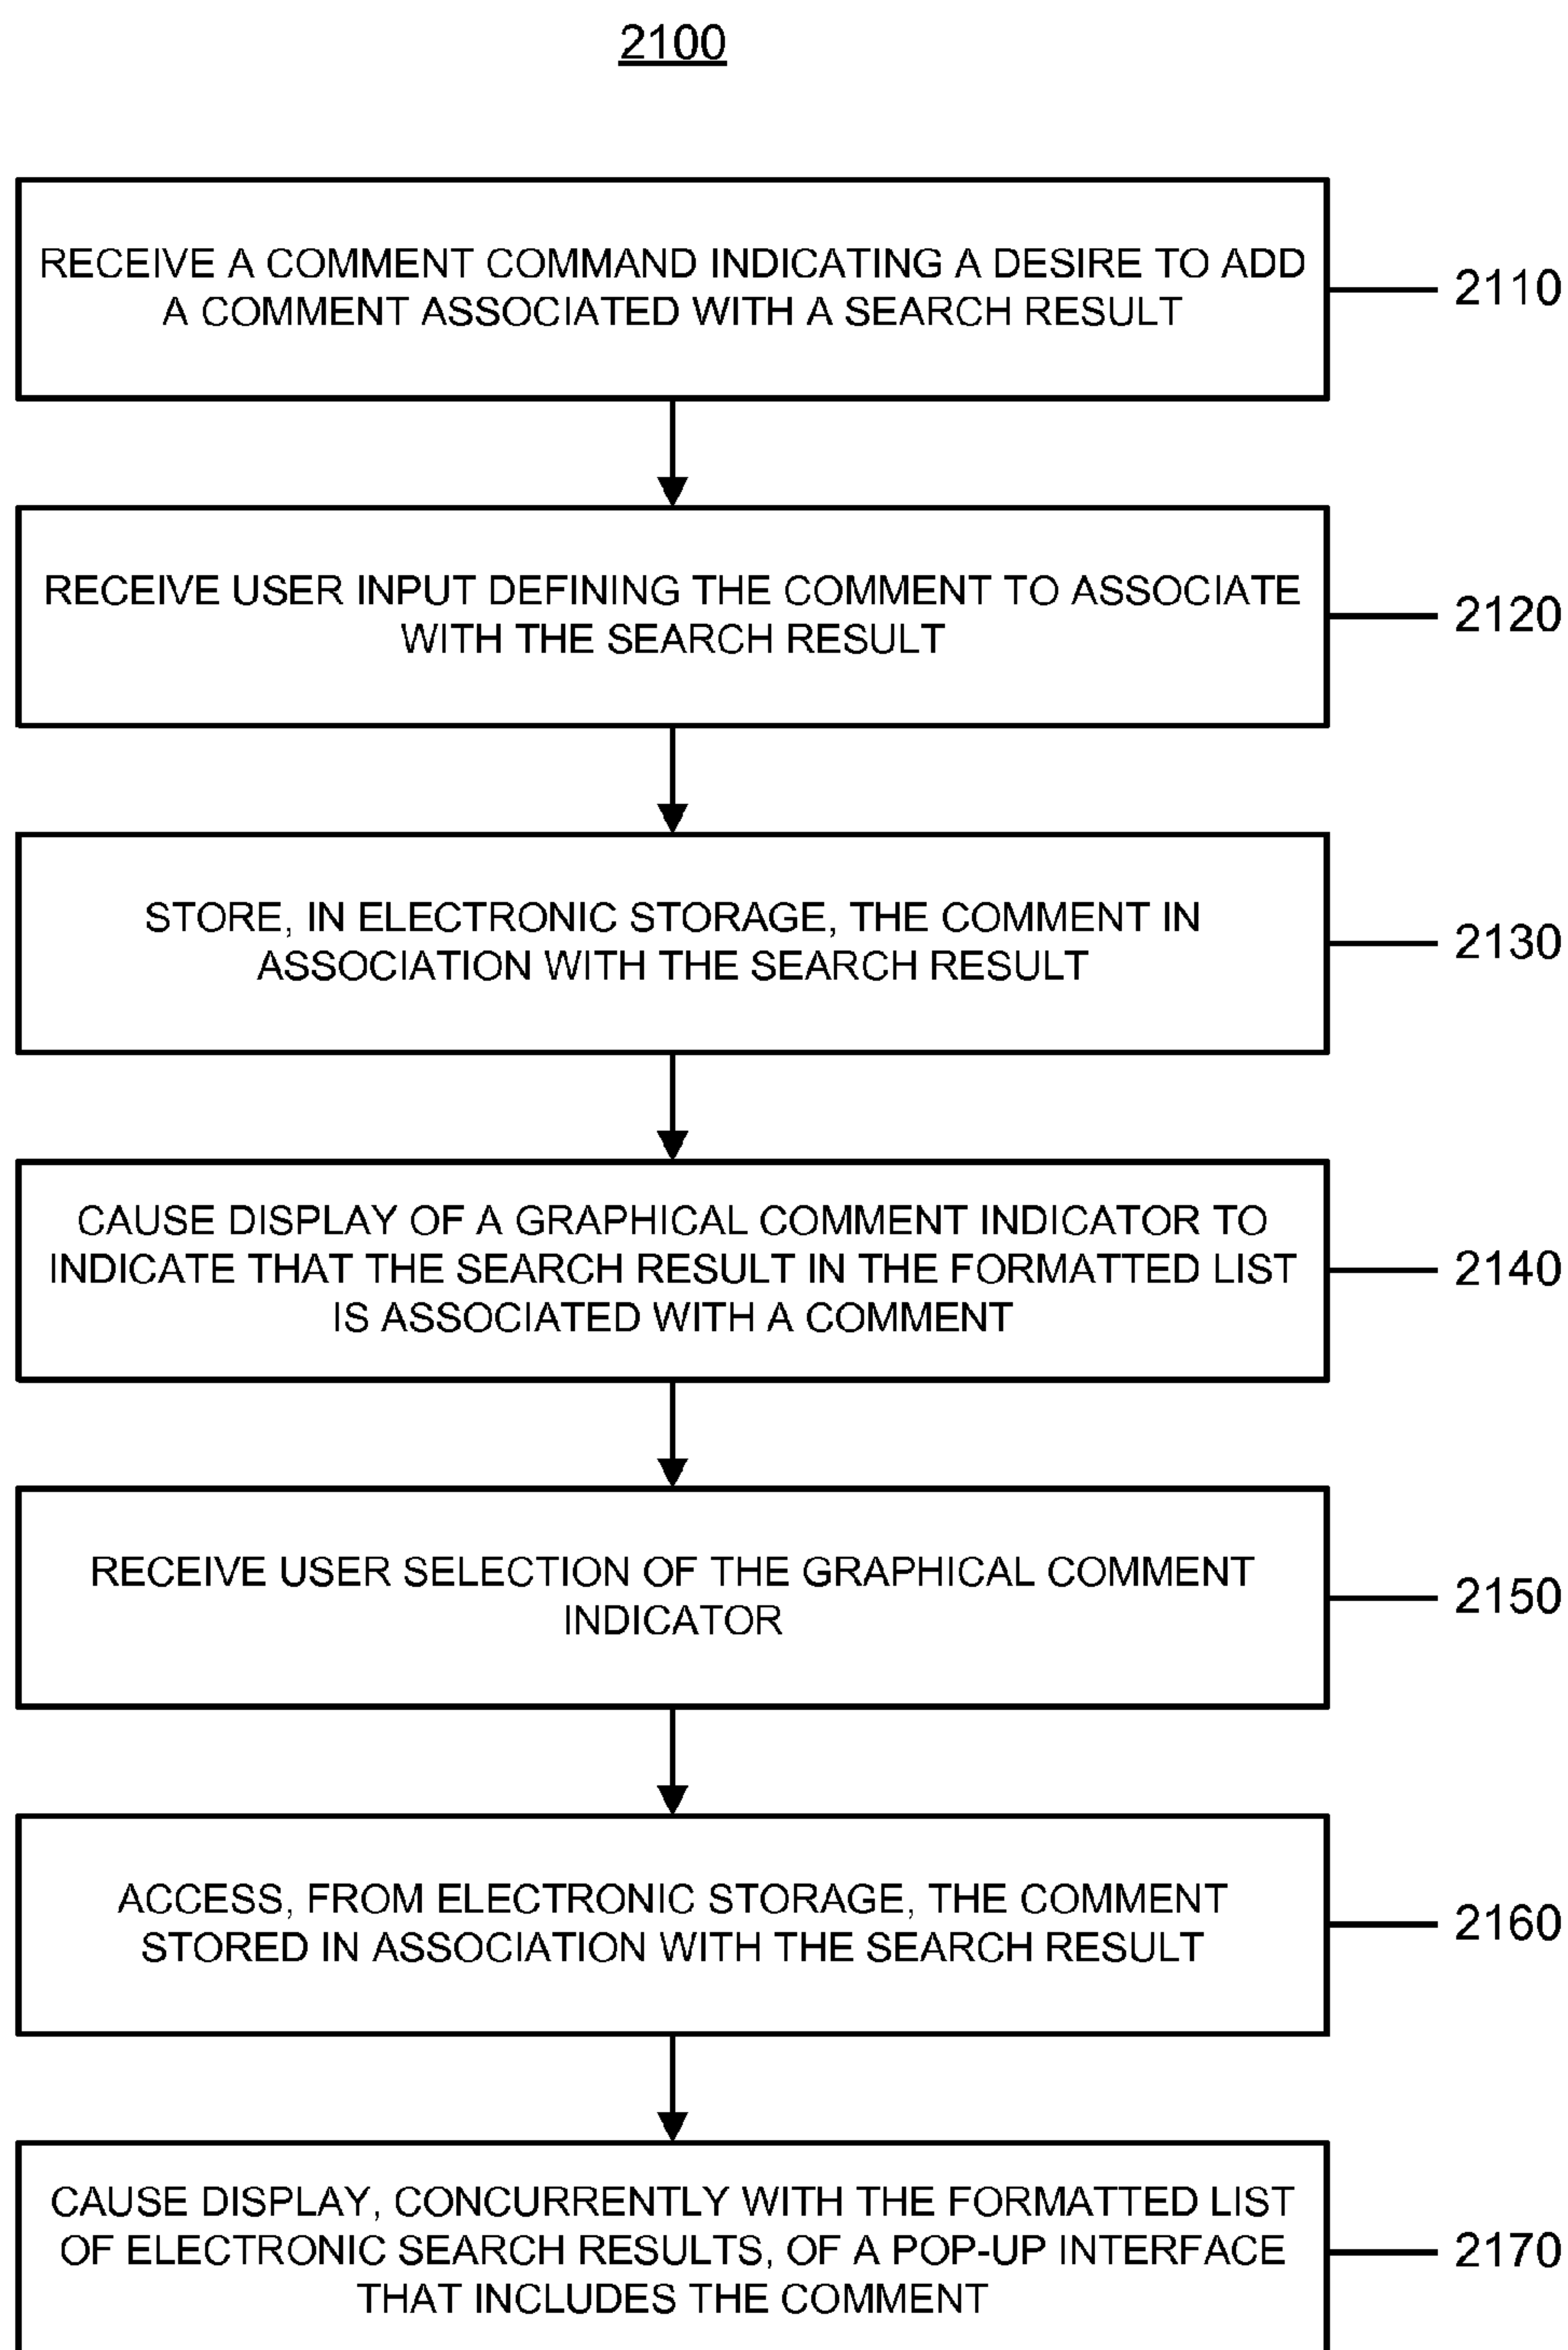 2100
RECEIVE A COMMENT COMMAND INDICATING A DESIRE TO ADD
A COMMENT ASSOCIATED WITH A SEARCH RESULT
2110
RECEIVE USER INPUT DEFINING THE COMMENT TO ASSOCIATE
WITH THE SEARCH RESULT
2120
STORE, IN ELECTRONIC STORAGE, THE COMMENT IN
ASSOCIATION WITH THE SEARCH RESULT
2130
CAUSE DISPLAY OF A GRAPHICAL COMMENT INDICATOR TO
INDICATE THAT THE SEARCH RESULT IN THE FORMATTED LIST
IS ASSOCIATED WITH A COMMENT
2140
RECEIVE USER SELECTION OF THE GRAPHICAL COMMENT
INDICATOR
2150
ACCESS, FROM ELECTRONIC STORAGE, THE COMMENT
STORED IN ASSOCIATION WITH THE SEARCH RESULT
2160
CAUSE DISPLAY, CONCURRENTLY WITH THE FORMATTED LIST
OF ELECTRONIC SEARCH RESULTS, OF A POP-UP INTERFACE
THAT INCLUDES THE COMMENT
2170